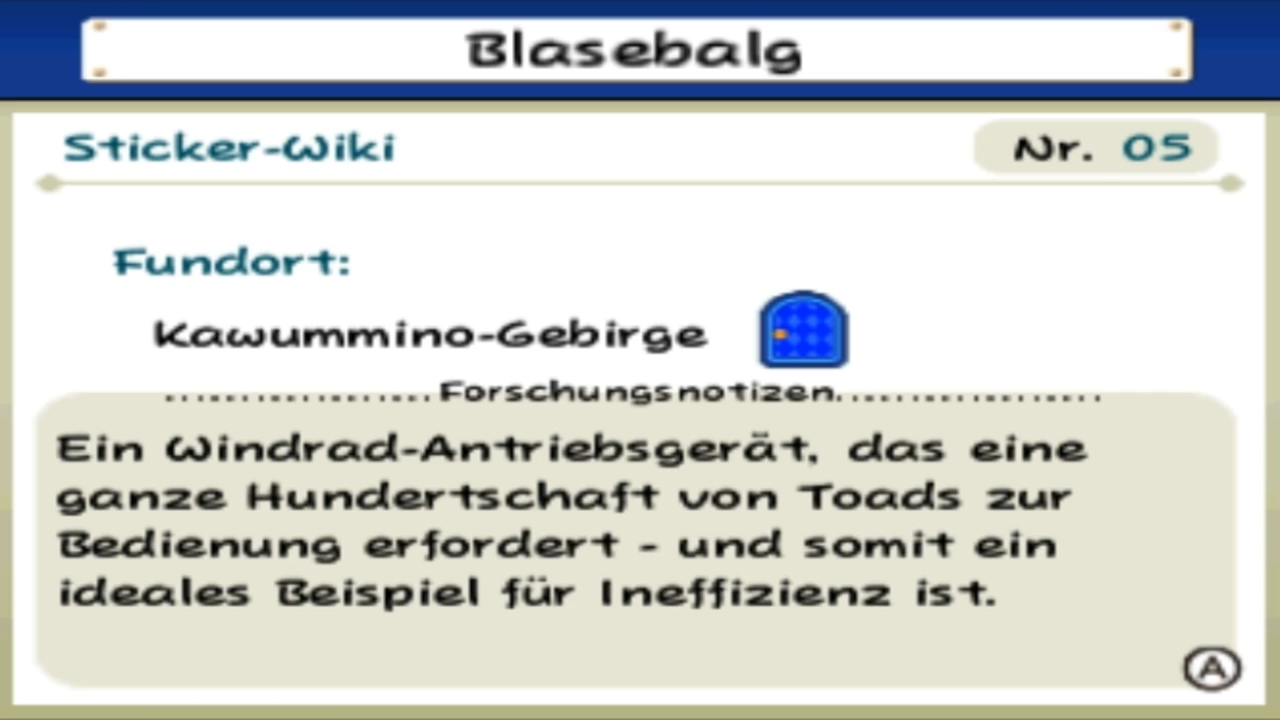 Blasebalg
Sticker-Wiki
Nr. 05
Fundort:
Kawummino-Gebirge
Forschungsnotizen
Ein Windrad-Antriebsgerät, das eine
ganze Hundertschaft von Toads zur
Bedienung erfordert - und somit ein
ideales Beispiel für Ineffizienz ist.
A